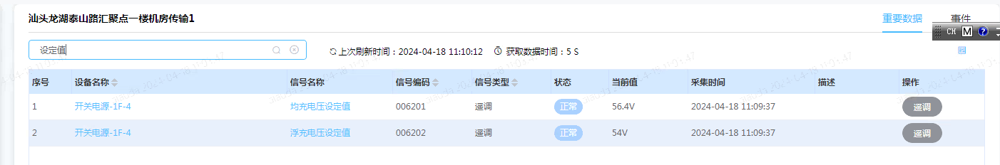 汕头龙湖泰山路汇聚点一楼机房传输1
重要数据 事件
CH M ?
设定值
上次刷新时间：2024-04-18 11:10:12 获取数据时间：5 S
序号 设备名称 信号名称 信号编码 信号类型 状态 当前值 采集时间 描述 操作
1 开关电源-1F-4 均充电压设定值 006201 遥调 正常 56.4V 2024-04-18 11:09:37 遥调
2 开关电源-1F-4 浮充电压设定值 006202 遥调 正常 54V 2024-04-18 11:09:37 遥调